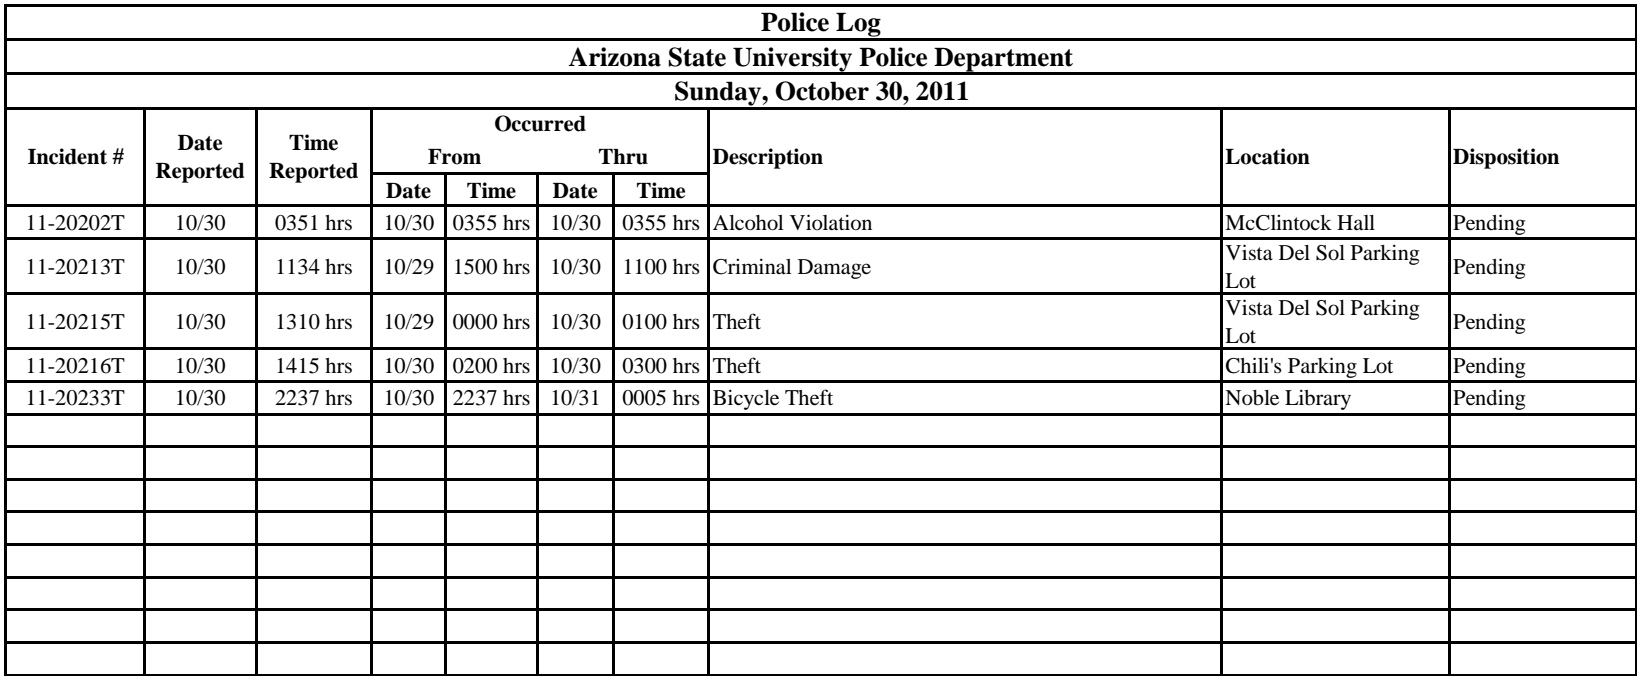 Police Log
Arizona State University Police Department
Sunday, October 30, 2011
Incident # Date Reported Time Reported Occurred Description Location Disposition
From Thru
Date Time Date Time
11-20202T 10/30 0351 hrs 10/30 0355 hrs 10/30 0355 hrs Alcohol Violation McClintock Hall Pending
11-20213T 10/30 1134 hrs 10/29 1500 hrs 10/30 1100 hrs Criminal Damage Vista Del Sol Parking Lot Pending
11-20215T 10/30 1310 hrs 10/29 0000 hrs 10/30 0100 hrs Theft Vista Del Sol Parking Lot Pending
11-20216T 10/30 1415 hrs 10/30 0200 hrs 10/30 0300 hrs Theft Chili's Parking Lot Pending
11-20233T 10/30 2237 hrs 10/30 2237 hrs 10/31 0005 hrs Bicycle Theft Noble Library Pending